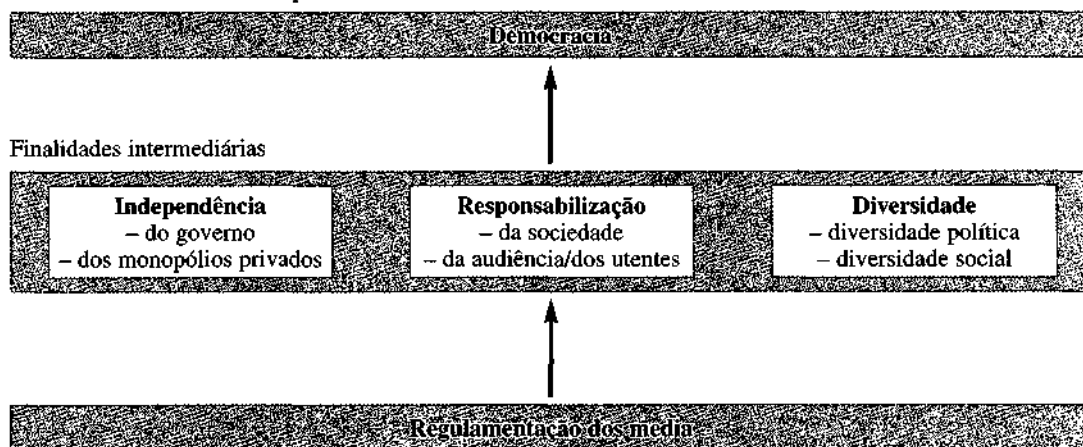 Democracia
Finalidades intermediárias
Independência
– do governo
– dos monopólios privados
Responsabilização
– da sociedade
– da audiência/dos utentes
Diversidade
– diversidade política
– diversidade social
Regulamentação dos media